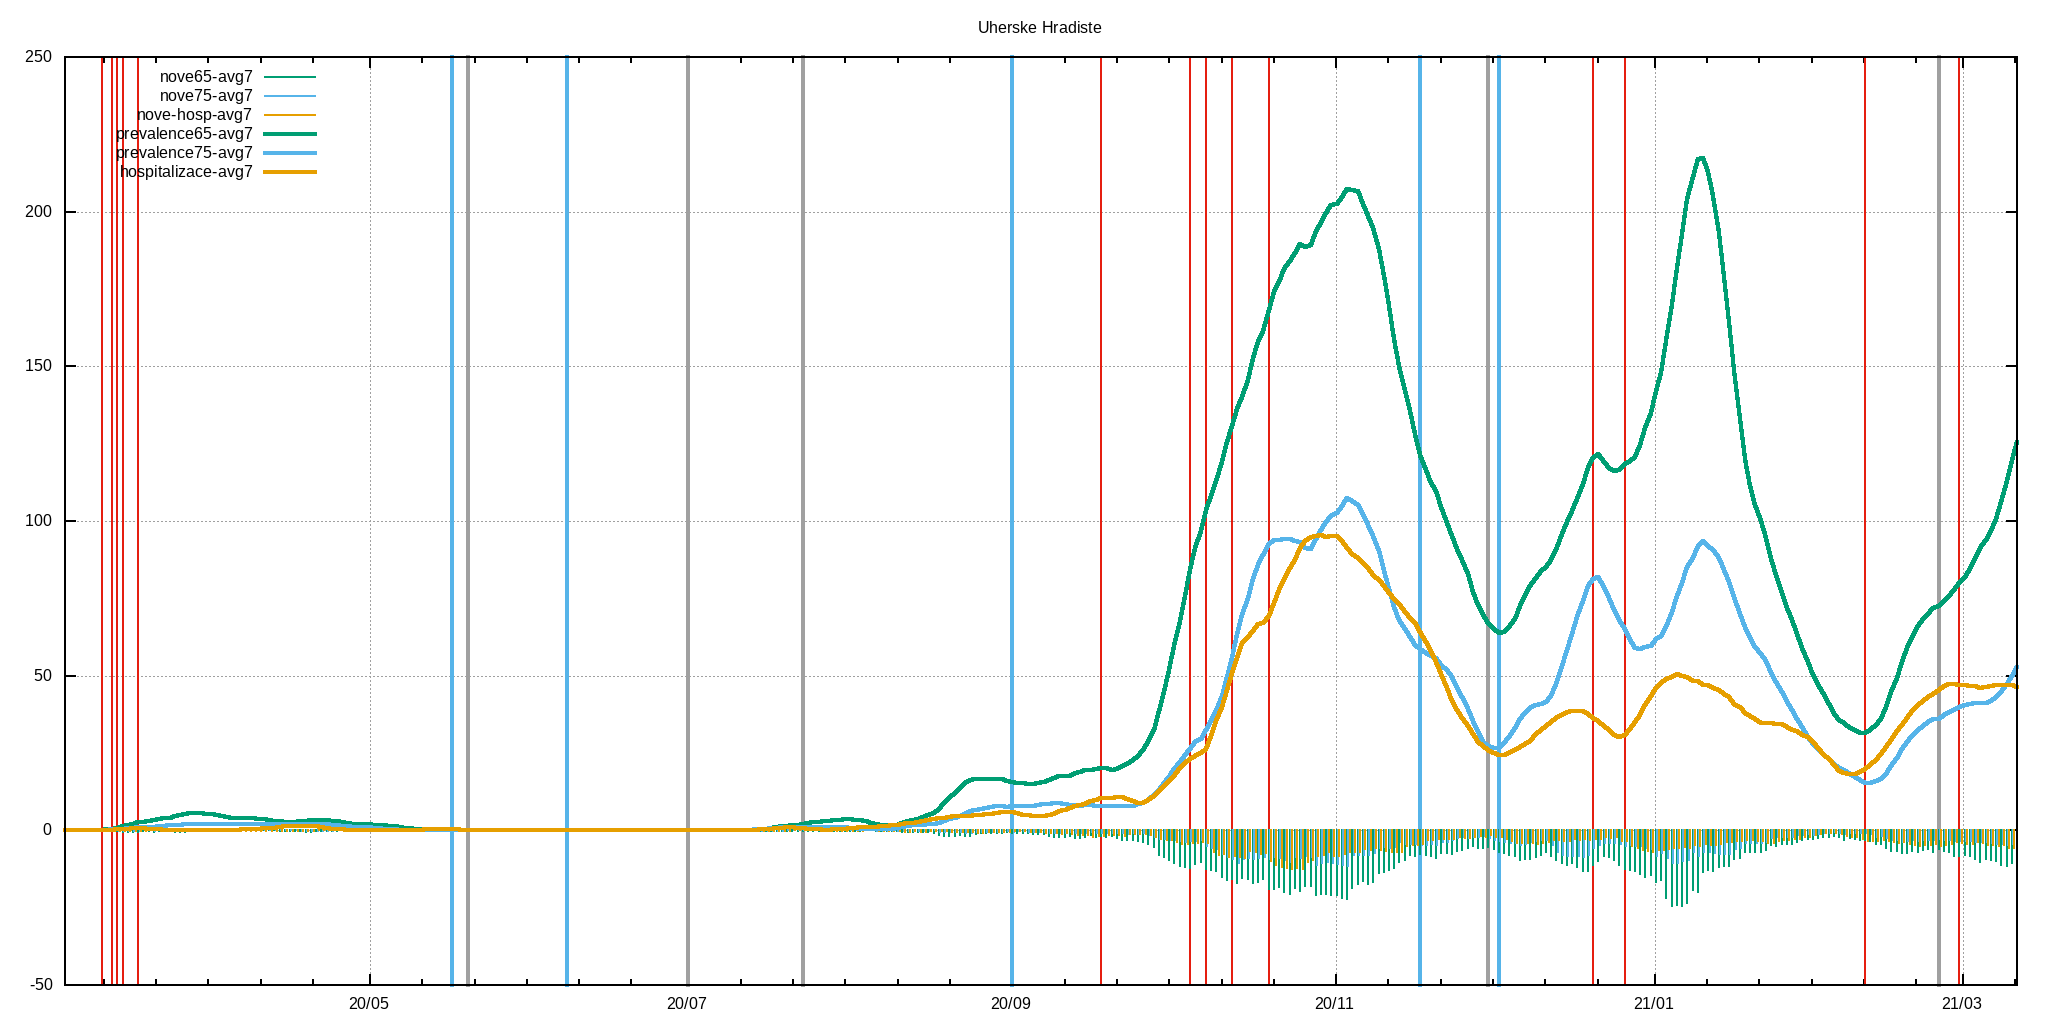 Uherske Hradiste
250
200
150
100
50
0
-50
nove65-avg7
nove75-avg7
nove-hosp-avg7
prevalence65-avg7
prevalence75-avg7
hospitalizace-avg7
20/05 20/07 20/09 20/11 21/01 21/03